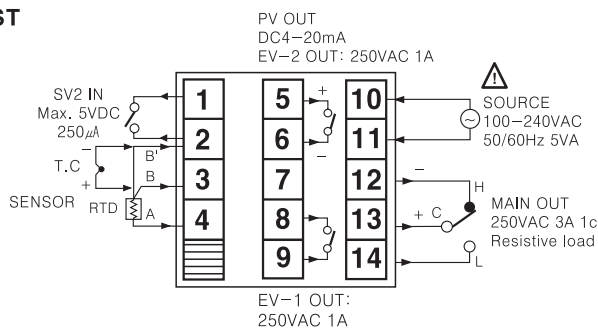 ST
PV OUT
DC4-20mA
EV-2 OUT: 250VAC 1A
SV2 IN
Max. 5VDC
250µA
T.C
SENSOR
RTD
−
+
B'
B
A
1
2
3
4
5
6
7
8
9
10
11
12
13
14
+
−
SOURCE
100-240VAC
50/60Hz 5VA
−
H
+ C
L
MAIN OUT
250VAC 3A 1c
Resistive load
EV-1 OUT:
250VAC 1A